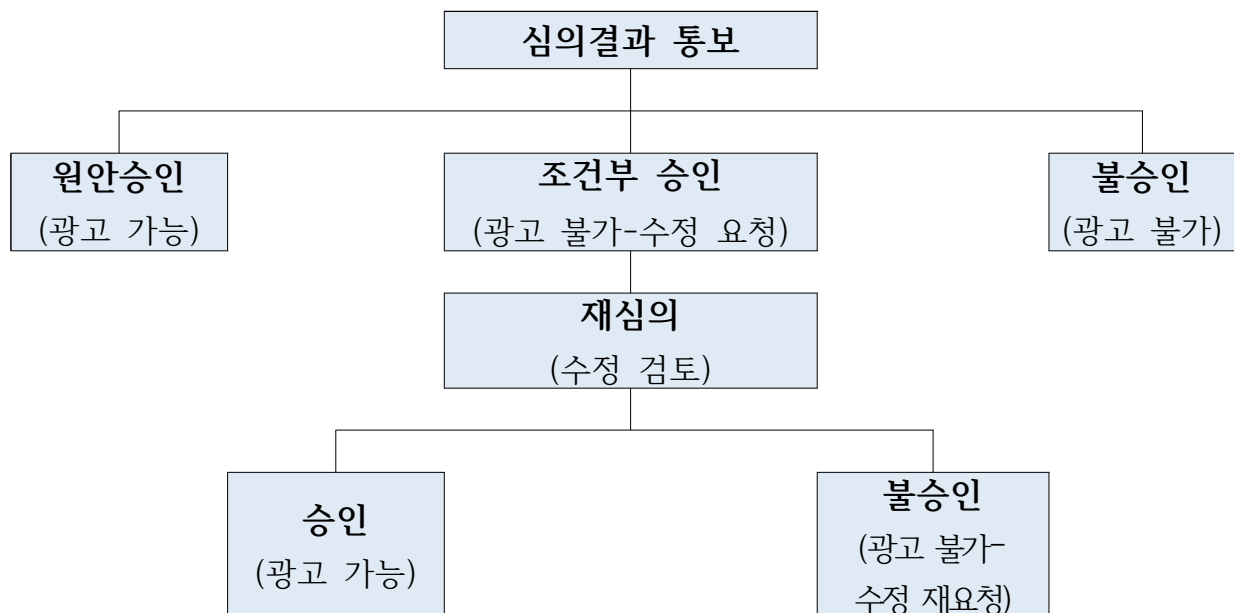 심의결과 통보
원안승인
(광고 가능)
조건부 승인
(광고 불가-수정 요청)
불승인
(광고 불가)
재심의
(수정 검토)
승인
(광고 가능)
불승인
(광고 불가-
수정 재요청)